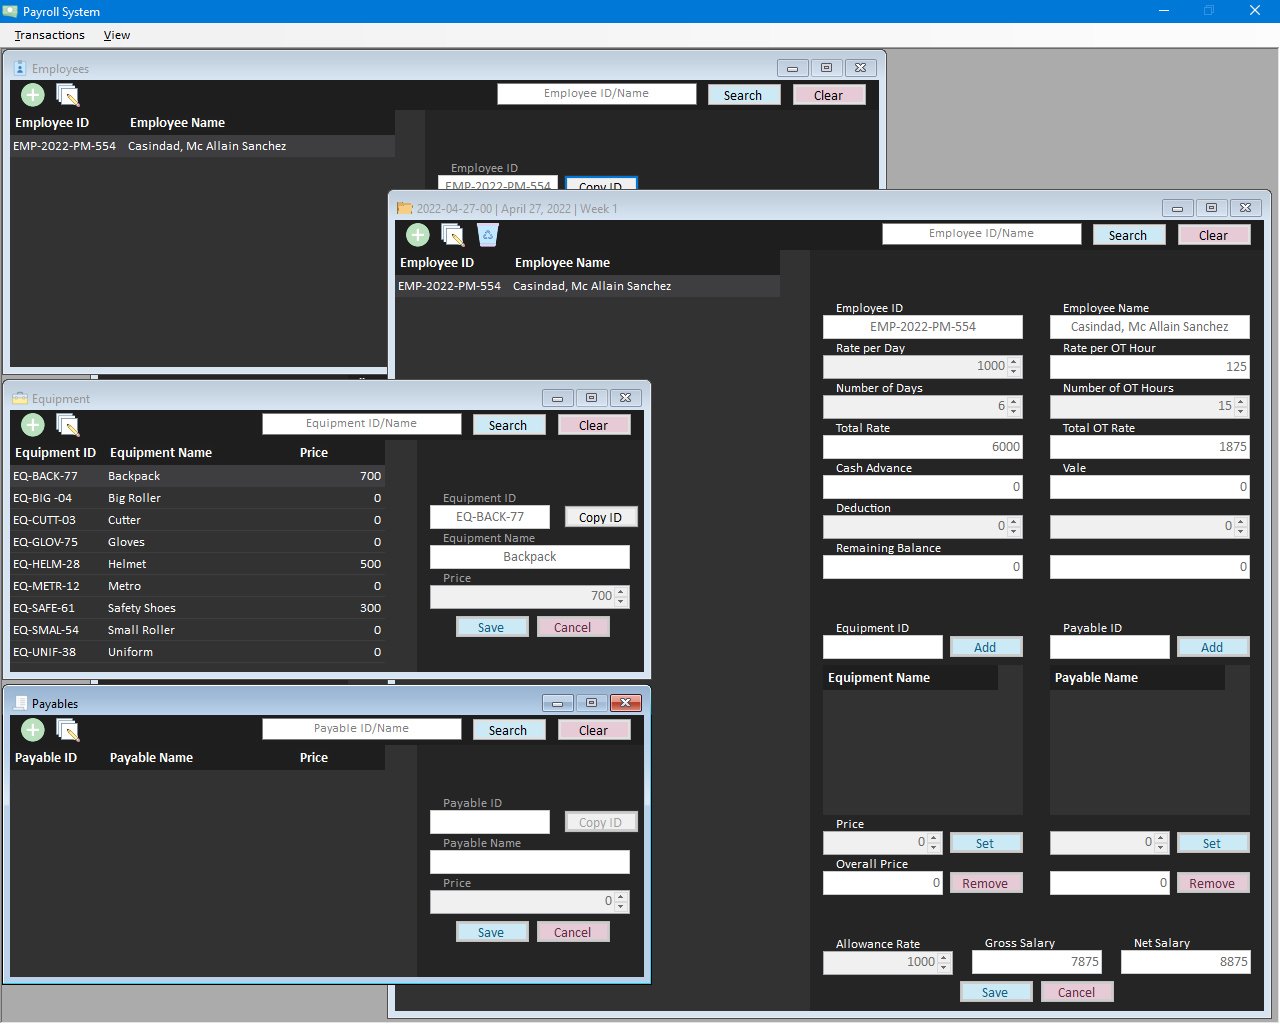 Payroll System
Transactions View
Employees
Employee ID/Name Search Clear
Employee ID Employee Name
EMP-2022-PM-554 Casindad, Mc Allain Sanchez
Employee ID
EMP-2022-PM-554 Copy ID
2022-04-27-00 | April 27, 2022 | Week 1
Employee ID/Name Search Clear
Employee ID Employee Name
EMP-2022-PM-554 Casindad, Mc Allain Sanchez
Employee ID Employee Name
EMP-2022-PM-554 Casindad, Mc Allain Sanchez
Rate per Day Rate per OT Hour
1000 125
Number of Days Number of OT Hours
6 15
Total Rate Total OT Rate
6000 1875
Cash Advance Vale
0 0
Deduction
0 0
Remaining Balance
0 0
Equipment ID Payable ID
Add Add
Equipment Name Payable Name
Price
0 Set 0 Set
Overall Price
0 Remove 0 Remove
Allowance Rate Gross Salary Net Salary
1000 7875 8875
Save Cancel
Equipment
Equipment ID/Name Search Clear
Equipment ID Equipment Name Price
EQ-BACK-77 Backpack 700
EQ-BIG -04 Big Roller 0
EQ-CUTT-03 Cutter 0
EQ-GLOV-75 Gloves 0
EQ-HELM-28 Helmet 500
EQ-METR-12 Metro 0
EQ-SAFE-61 Safety Shoes 300
EQ-SMAL-54 Small Roller 0
EQ-UNIF-38 Uniform 0
Equipment ID
EQ-BACK-77 Copy ID
Equipment Name
Backpack
Price
700
Save Cancel
Payables
Payable ID/Name Search Clear
Payable ID Payable Name Price
Payable ID
Copy ID
Payable Name
Price
0
Save Cancel